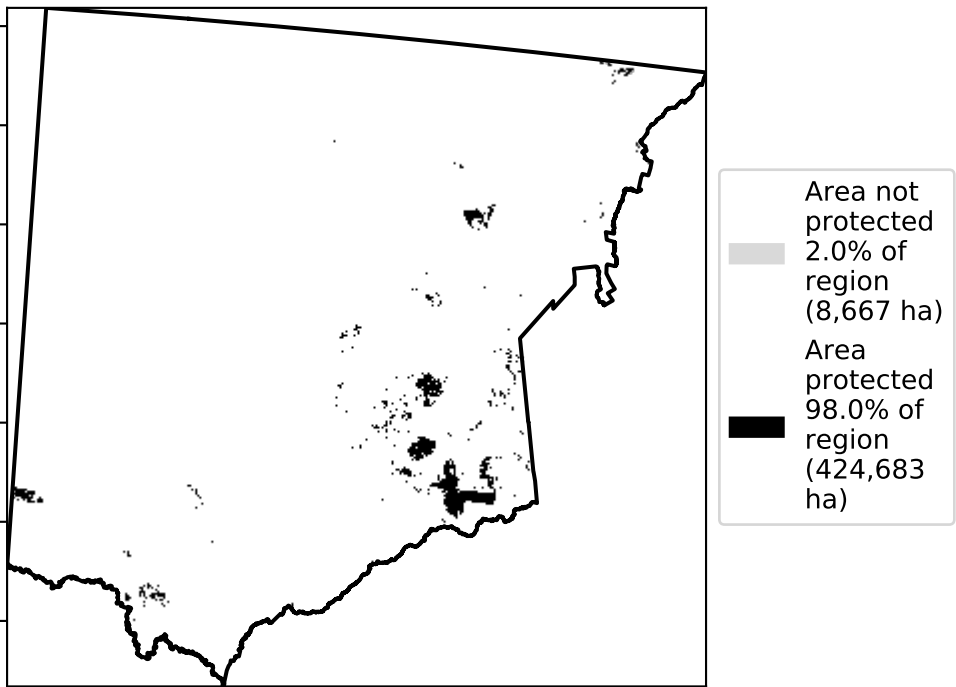 Area not
protected
2.0% of
region
(8,667 ha)
Area
protected
98.0% of
region
(424,683
ha)